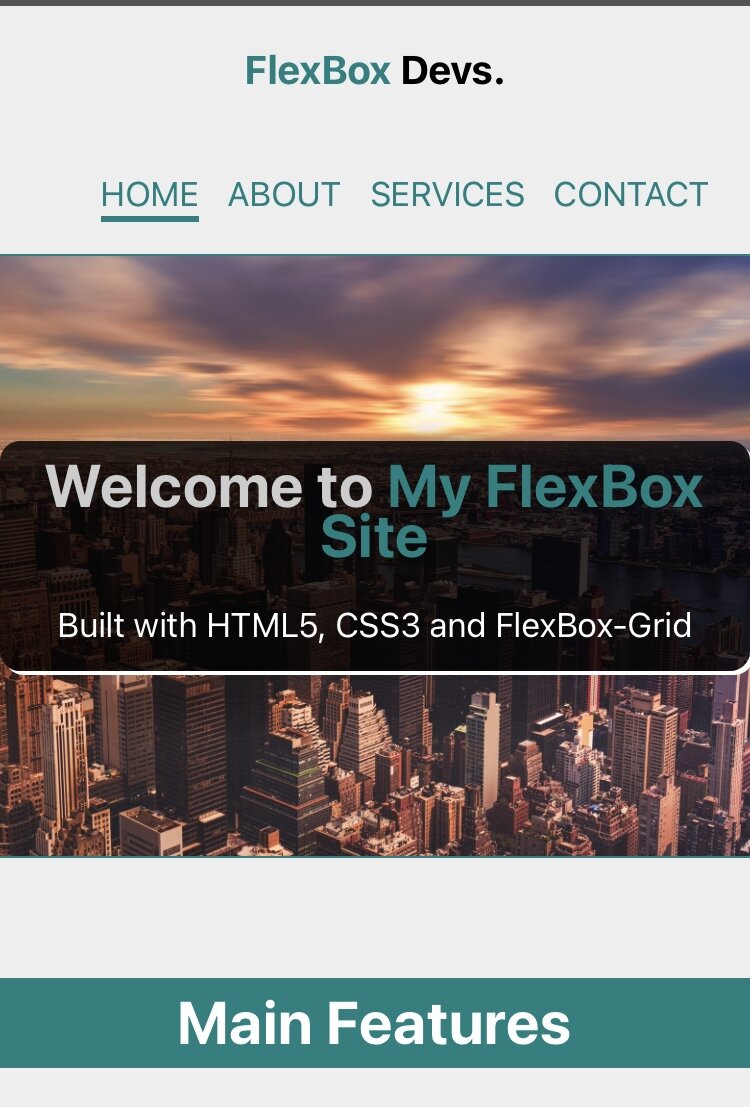 FlexBox Devs.
HOME ABOUT SERVICES CONTACT
Welcome to My FlexBox
Site
Built with HTML5, CSS3 and FlexBox-Grid
Main Features